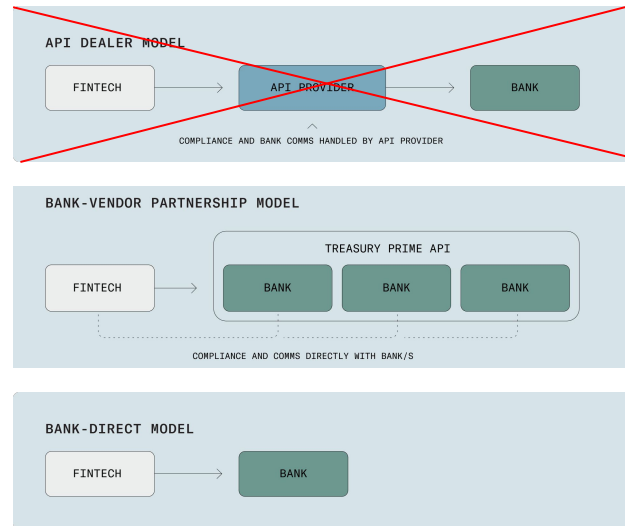 API DEALER MODEL
FINTECH
API PROVIDER
BANK
COMPLIANCE AND BANK COMMS HANDLED BY API PROVIDER
BANK-VENDOR PARTNERSHIP MODEL
TREASURY PRIME API
FINTECH
BANK
BANK
BANK
COMPLIANCE AND COMMS DIRECTLY WITH BANK/S
BANK-DIRECT MODEL
FINTECH
BANK